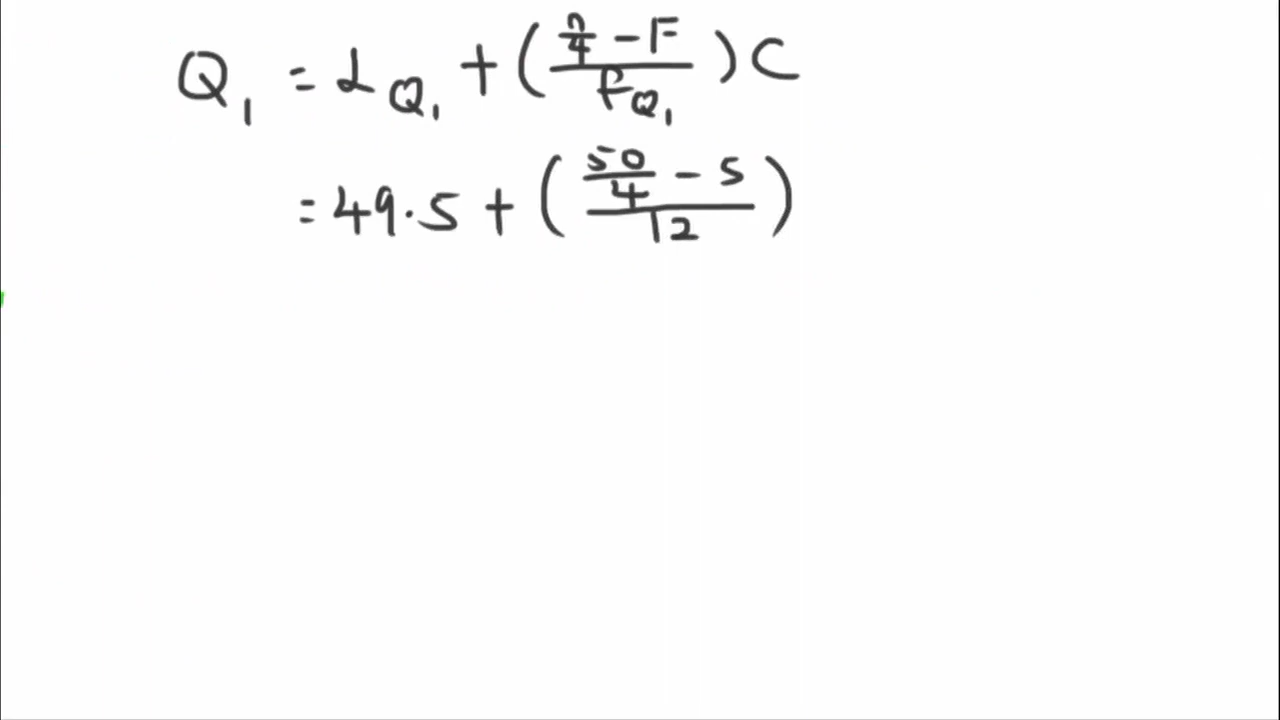 Q₁ = L_Q₁ + ((n/4 - F)/f_Q₁) C
= 49.5 + ((50/4 - 5)/12)